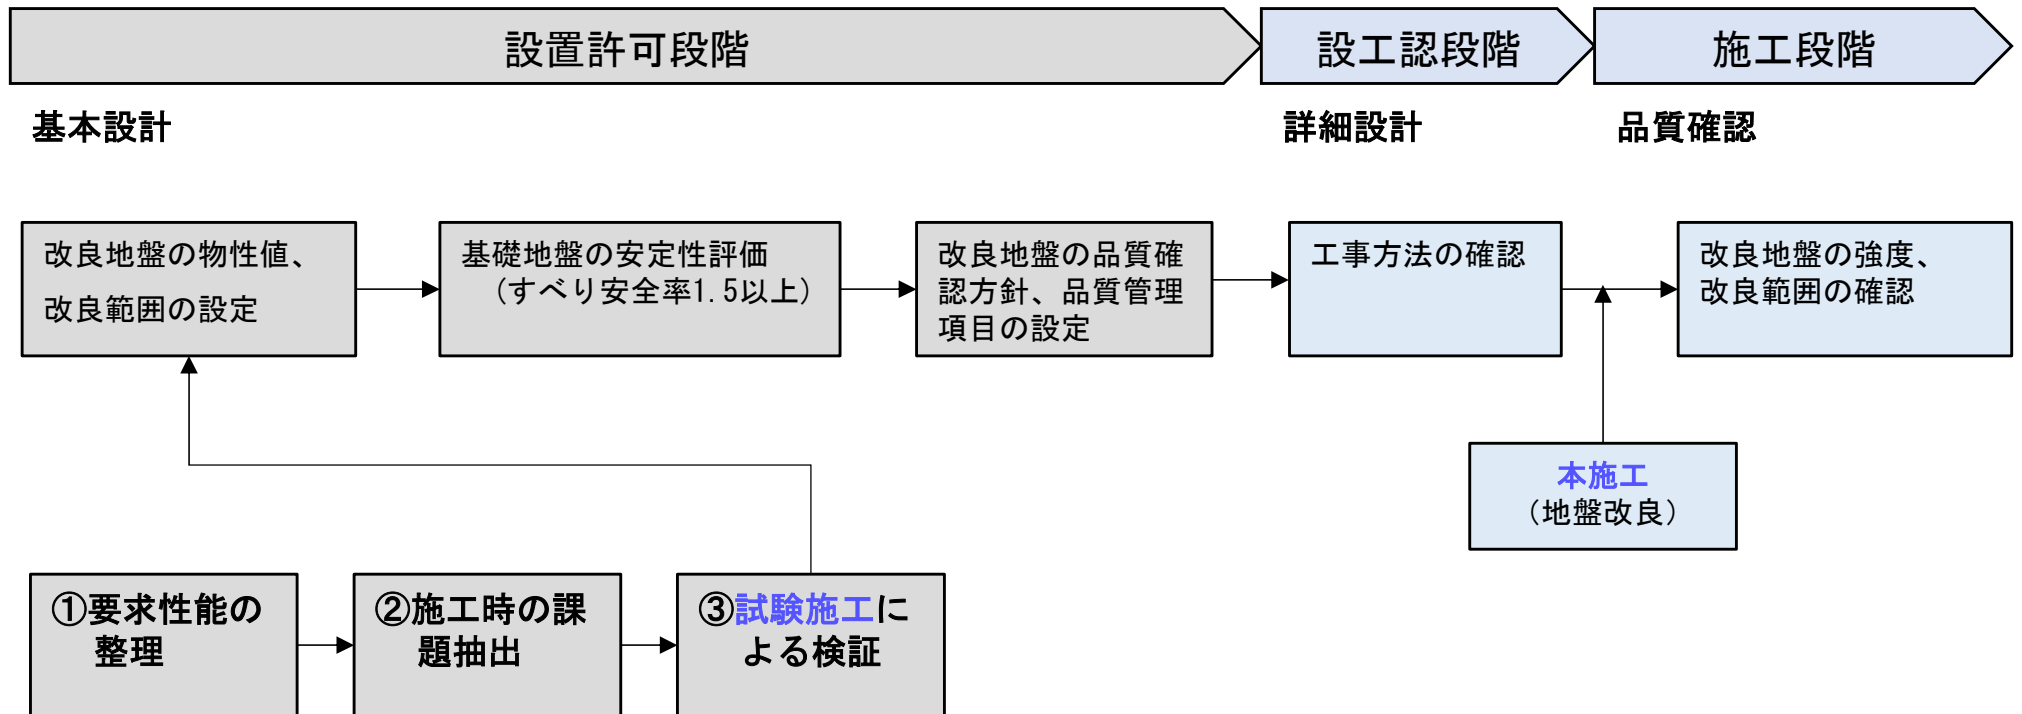 設置許可段階
設工認段階
施工段階
基本設計
詳細設計
品質確認
改良地盤の物性値、
改良範囲の設定
基礎地盤の安定性評価
（すべり安全率1.5以上）
改良地盤の品質確
認方針、品質管理
項目の設定
工事方法の確認
改良地盤の強度、
改良範囲の確認
本施工
（地盤改良）
①要求性能の
整理
②施工時の課
題抽出
③試験施工に
よる検証